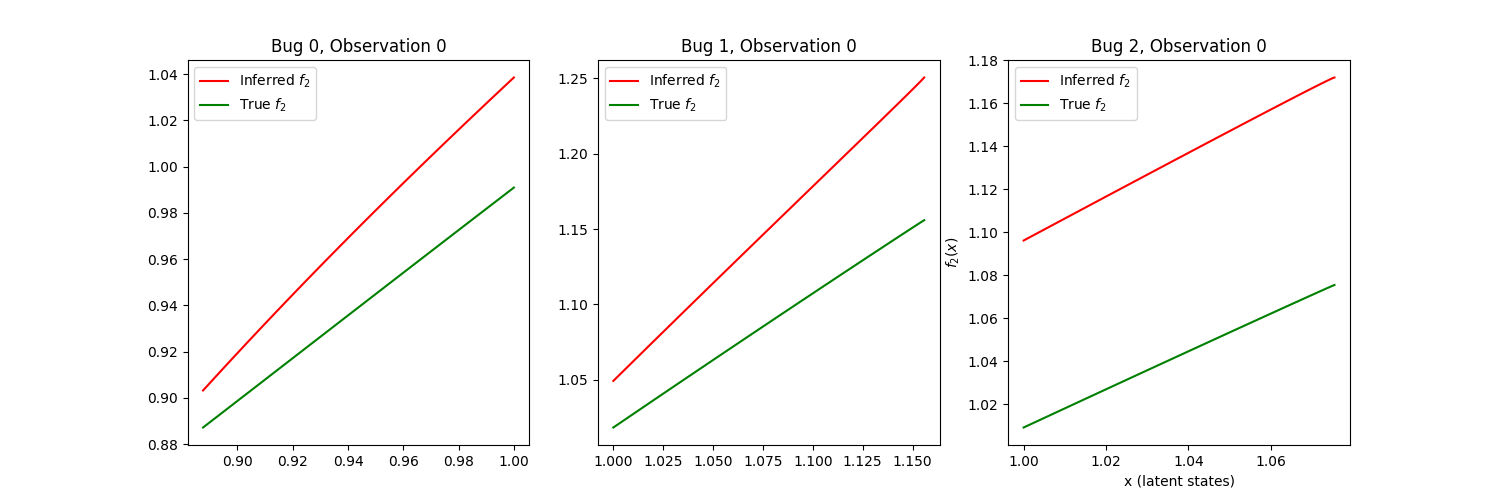 Bug 0, Observation 0
Inferred f₂
True f₂
1.04
1.02
1.00
0.98
0.96
0.94
0.92
0.90
0.88
0.90 0.92 0.94 0.96 0.98 1.00
Bug 1, Observation 0
Inferred f₂
True f₂
1.25
1.20
1.15
1.10
1.05
1.000 1.025 1.050 1.075 1.100 1.125 1.150
Bug 2, Observation 0
Inferred f₂
True f₂
f₂(x)
1.18
1.16
1.14
1.12
1.10
1.08
1.06
1.04
1.02
1.00 1.02 1.04 1.06
x (latent states)